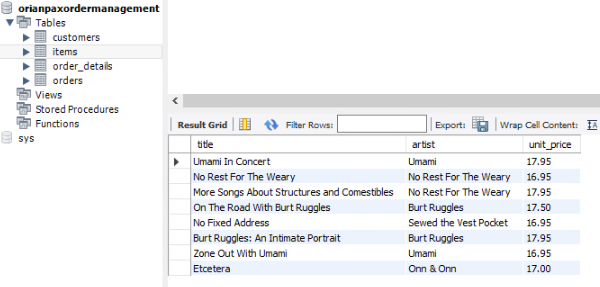 orianpaxordermanagement
Tables
customers
items
order_details
orders
Views
Stored Procedures
Functions
sys
Result Grid Filter Rows: Export: Wrap Cell Content: IA
title artist unit_price
Umami In Concert Umami 17.95
No Rest For The Weary No Rest For The Weary 16.95
More Songs About Structures and Comestibles No Rest For The Weary 17.95
On The Road With Burt Ruggles Burt Ruggles 17.50
No Fixed Address Sewed the Vest Pocket 16.95
Burt Ruggles: An Intimate Portrait Burt Ruggles 17.95
Zone Out With Umami Umami 16.95
Etcetera Onn & Onn 17.00